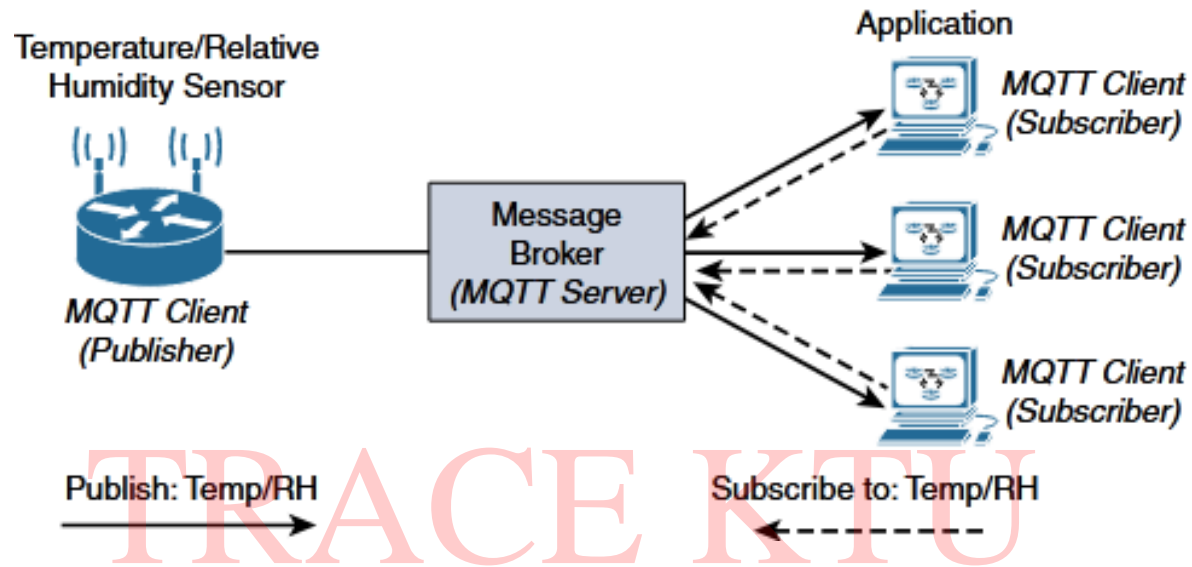 Temperature/Relative
Humidity Sensor
MQTT Client
(Publisher)
Message
Broker
(MQTT Server)
Application
MQTT Client
(Subscriber)
MQTT Client
(Subscriber)
MQTT Client
(Subscriber)
Publish: Temp/RH
Subscribe to: Temp/RH
TRACE KTU